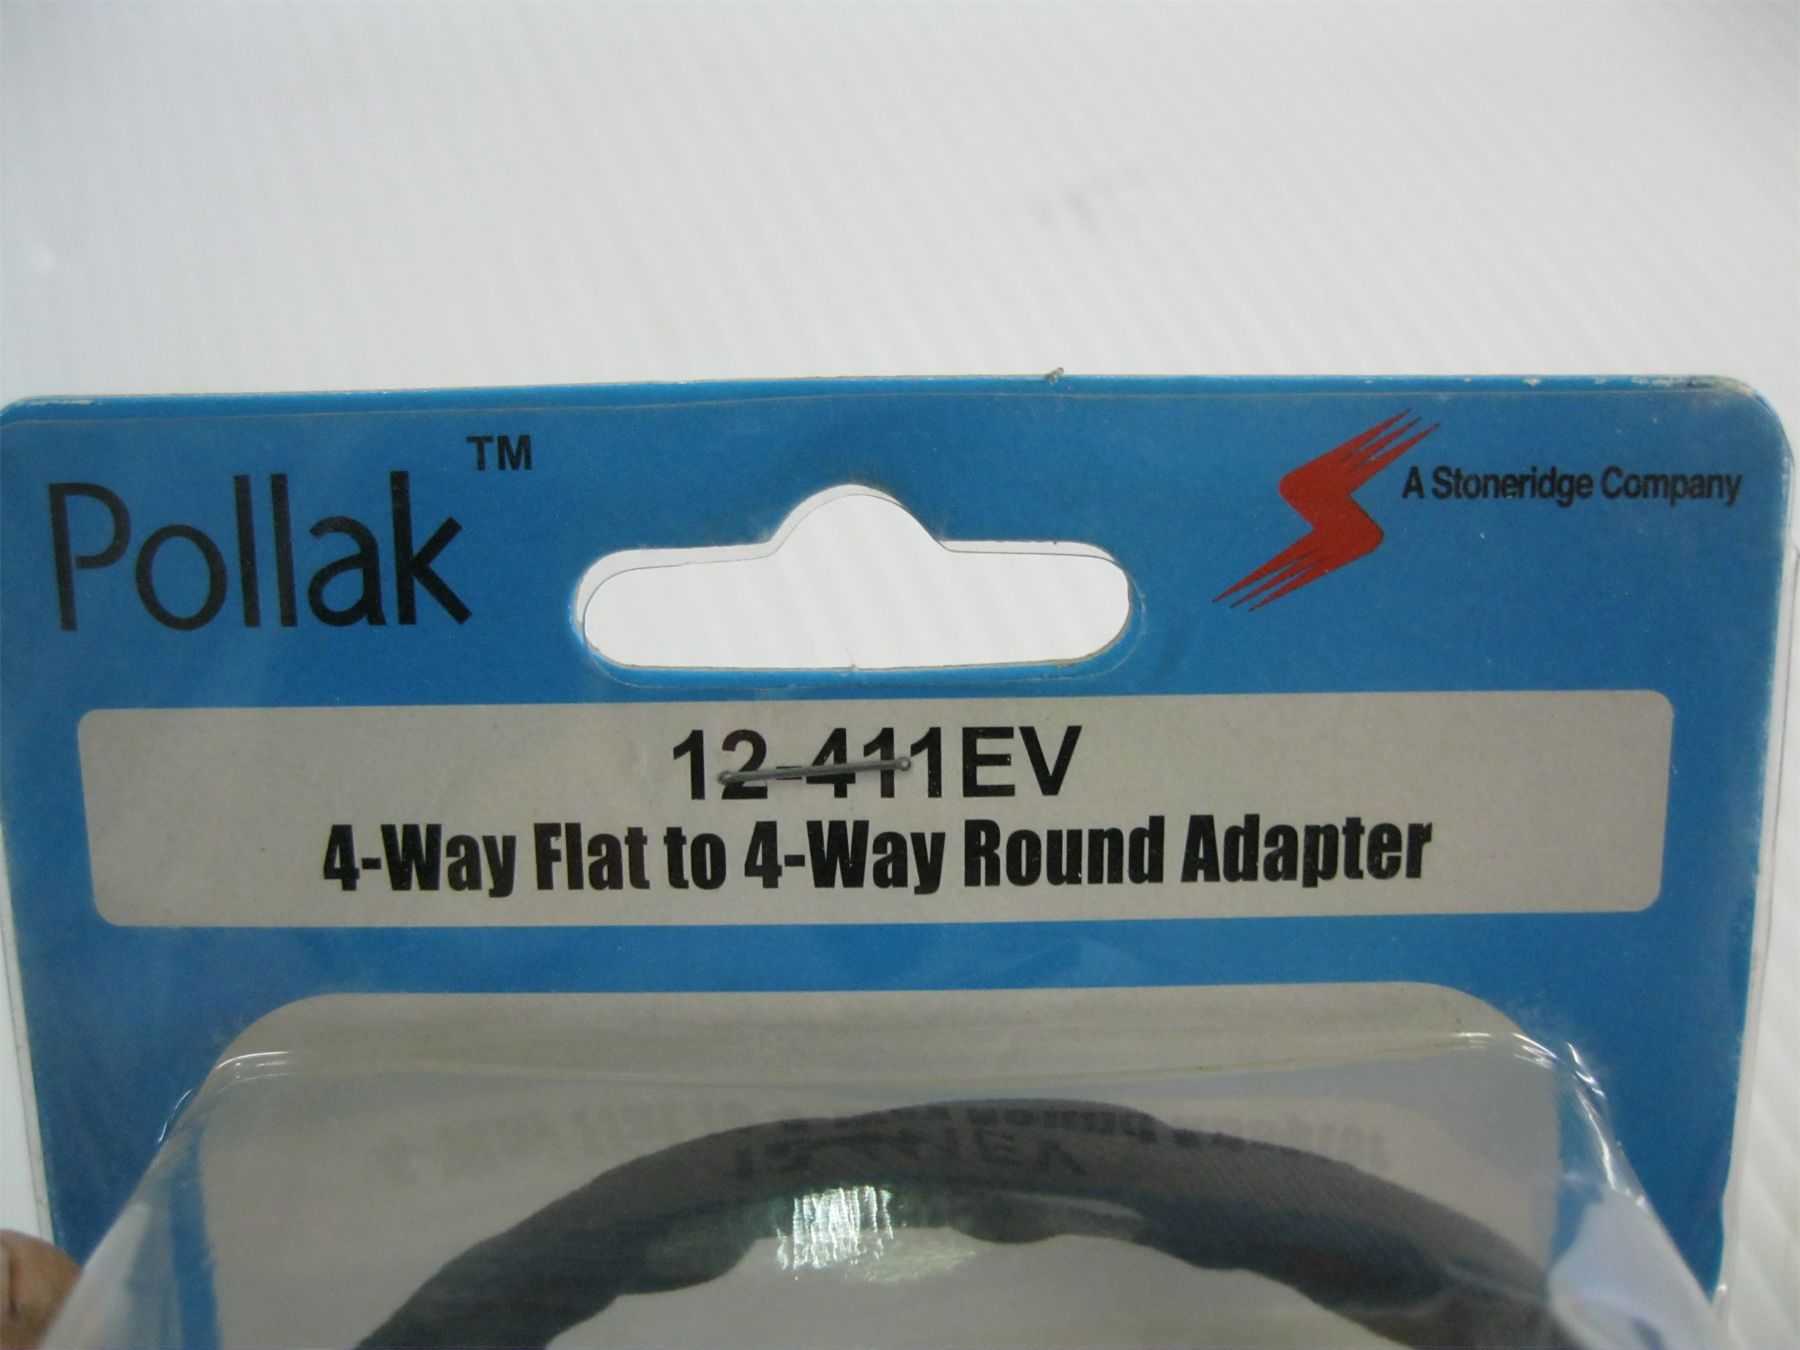 Pollak™
A Stoneridge Company
12-411EV
4-Way Flat to 4-Way Round Adapter